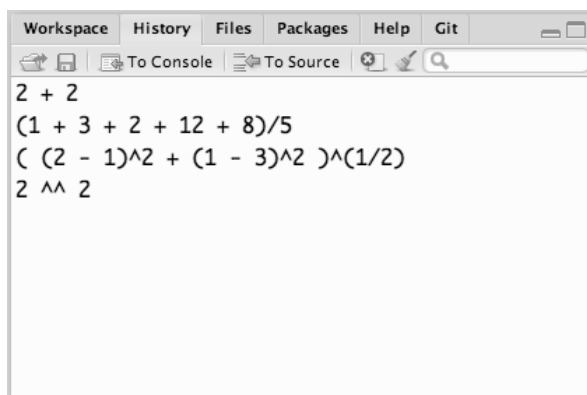 Workspace History Files Packages Help Git
To Console To Source
2 + 2
(1 + 3 + 2 + 12 + 8)/5
( (2 - 1)^2 + (1 - 3)^2 )^(1/2)
2 ^^ 2